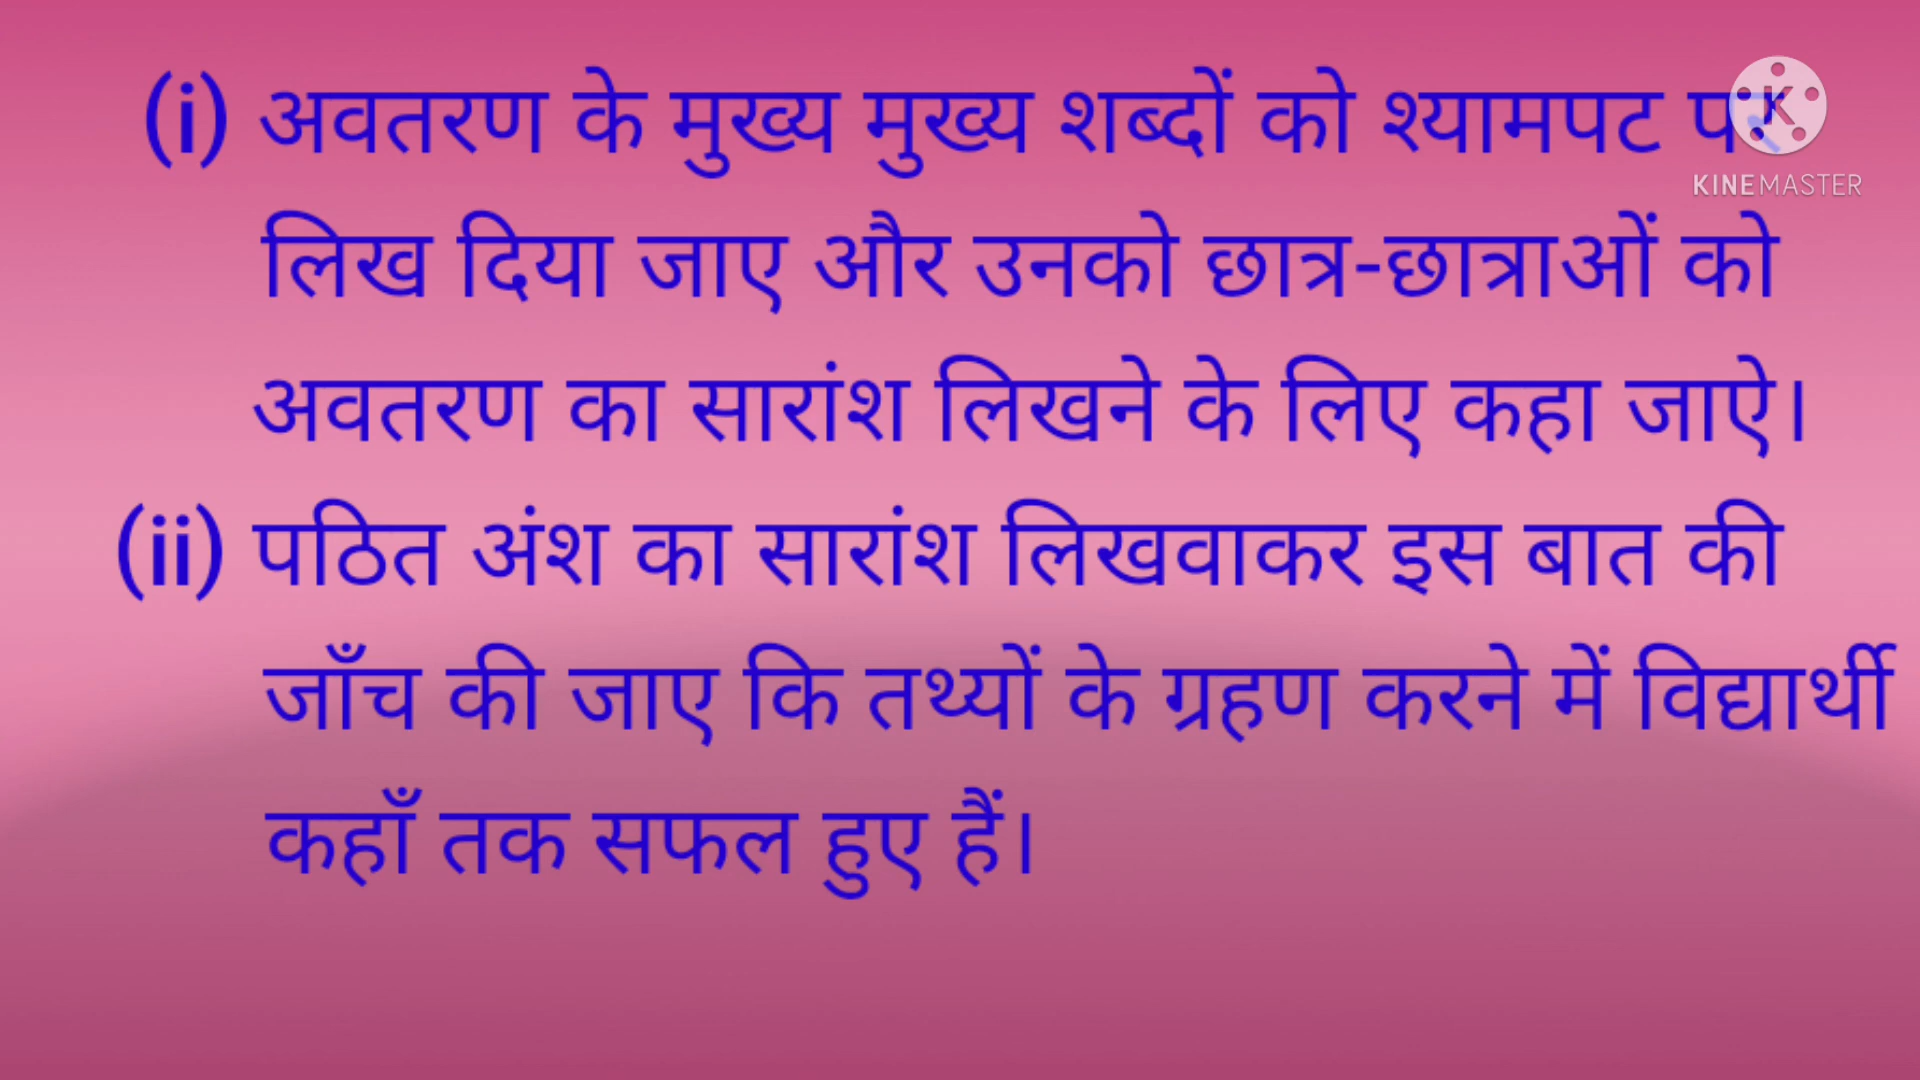 (i) अवतरण के मुख्य मुख्य शब्दों को श्यामपट पर
KINEMASTER
लिख दिया जाए और उनको छात्र-छात्राओं को
अवतरण का सारांश लिखने के लिए कहा जाऐ।
(ii) पठित अंश का सारांश लिखवाकर इस बात की
जाँच की जाए कि तथ्यों के ग्रहण करने में विद्यार्थी
कहाँ तक सफल हुए हैं।